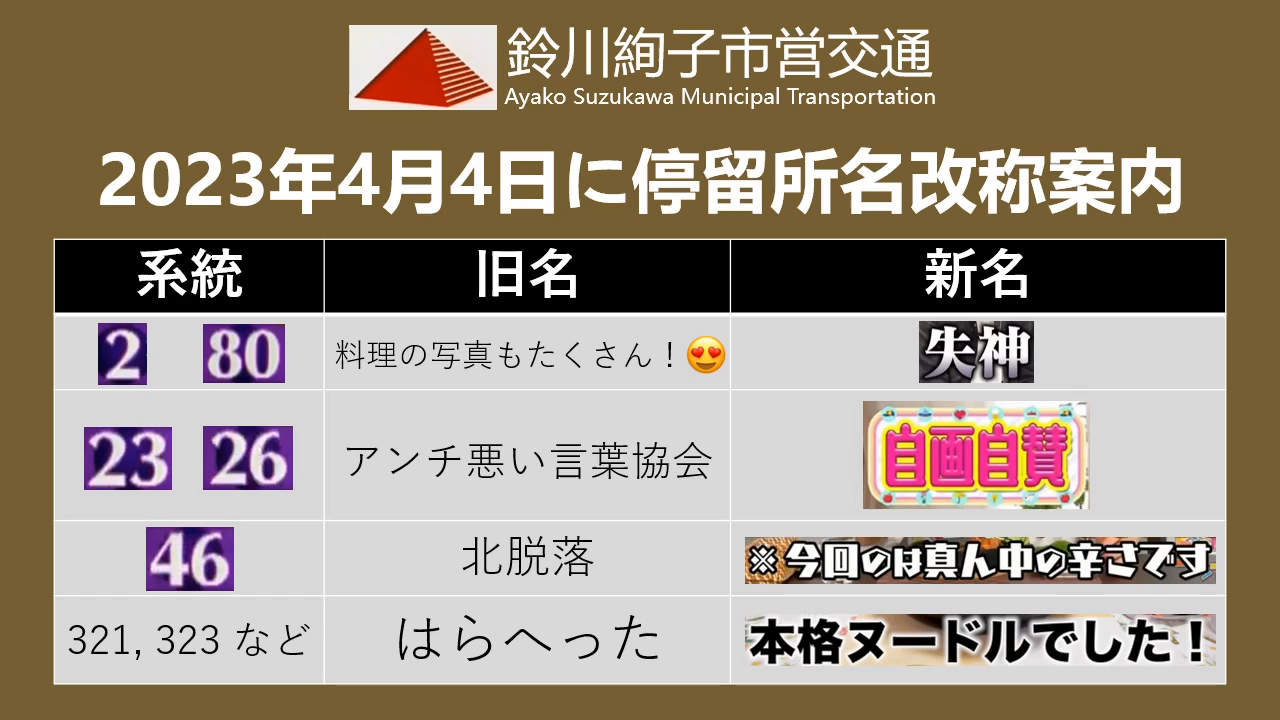 鈴川絢子市営交通
Ayako Suzukawa Municipal Transportation
2023年4月4日に停留所名改称案内
系統 旧名 新名
2 80 料理の写真もたくさん！😍 失神
23 26 アンチ悪い言葉協会 自画自賛
46 北脱落 ※今回のは真ん中の辛さです
321, 323 など はらへった 本格ヌードルでした！